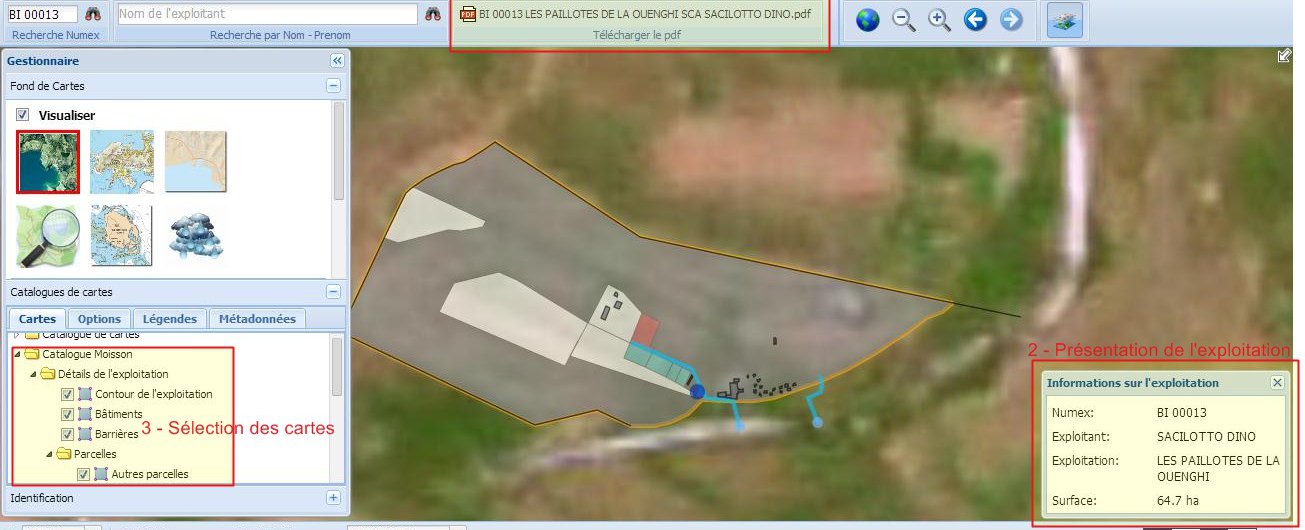 BI 00013
Recherche Numex
Nom de l'exploitant
Recherche par Nom - Prenom
PDF BI 00013 LES PAILLOTES DE LA OUENGHI SCA SACILOTTO DINO.pdf
Télécharger le pdf
Gestionnaire
Fond de Cartes
Visualiser
Catalogues de cartes
Cartes Options Légendes Métadonnées
Catalogue de cartes
Catalogue Moisson
Détails de l'exploitation
Contour de l'exploitation
Bâtiments
Barrières
3 - Sélection des cartes
Parcelles
Autres parcelles
Identification
2 - Présentation de l'exploitation
Informations sur l'exploitation
Numex: BI 00013
Exploitant: SACILOTTO DINO
Exploitation: LES PAILLOTES DE LA
OUENGHI
Surface: 64.7 ha